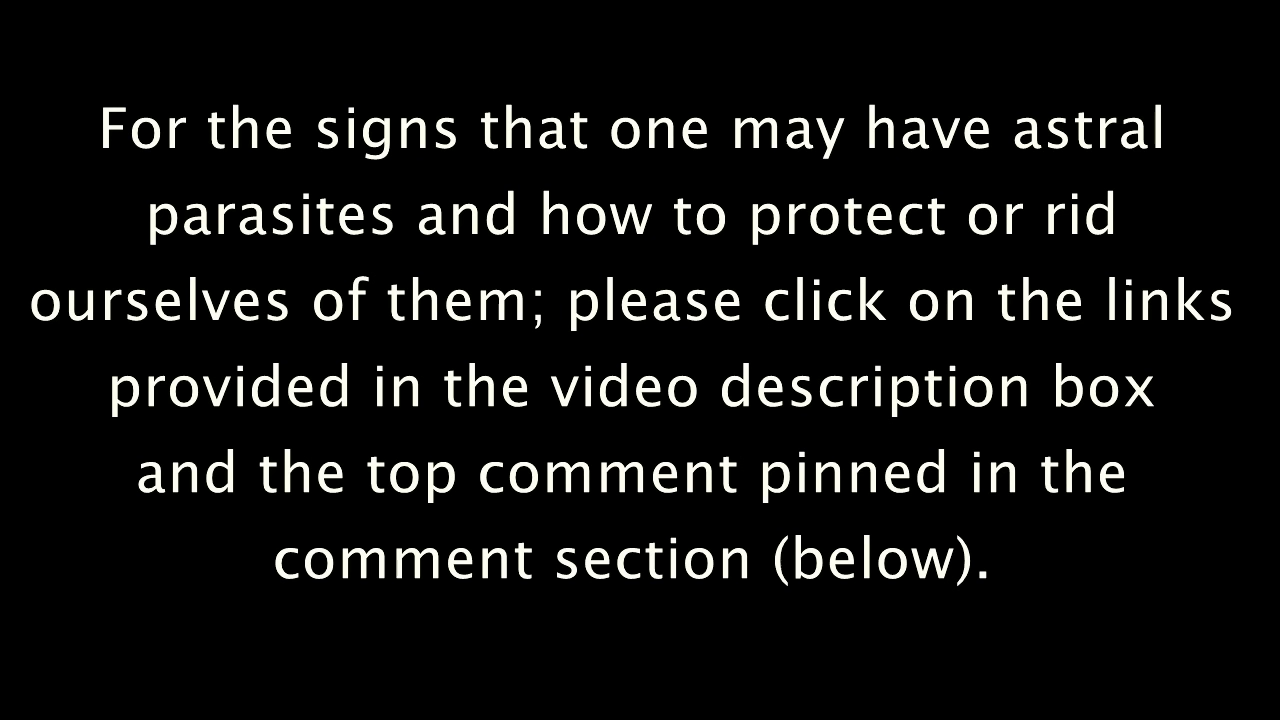 For the signs that one may have astral
parasites and how to protect or rid
ourselves of them; please click on the links
provided in the video description box
and the top comment pinned in the
comment section (below).